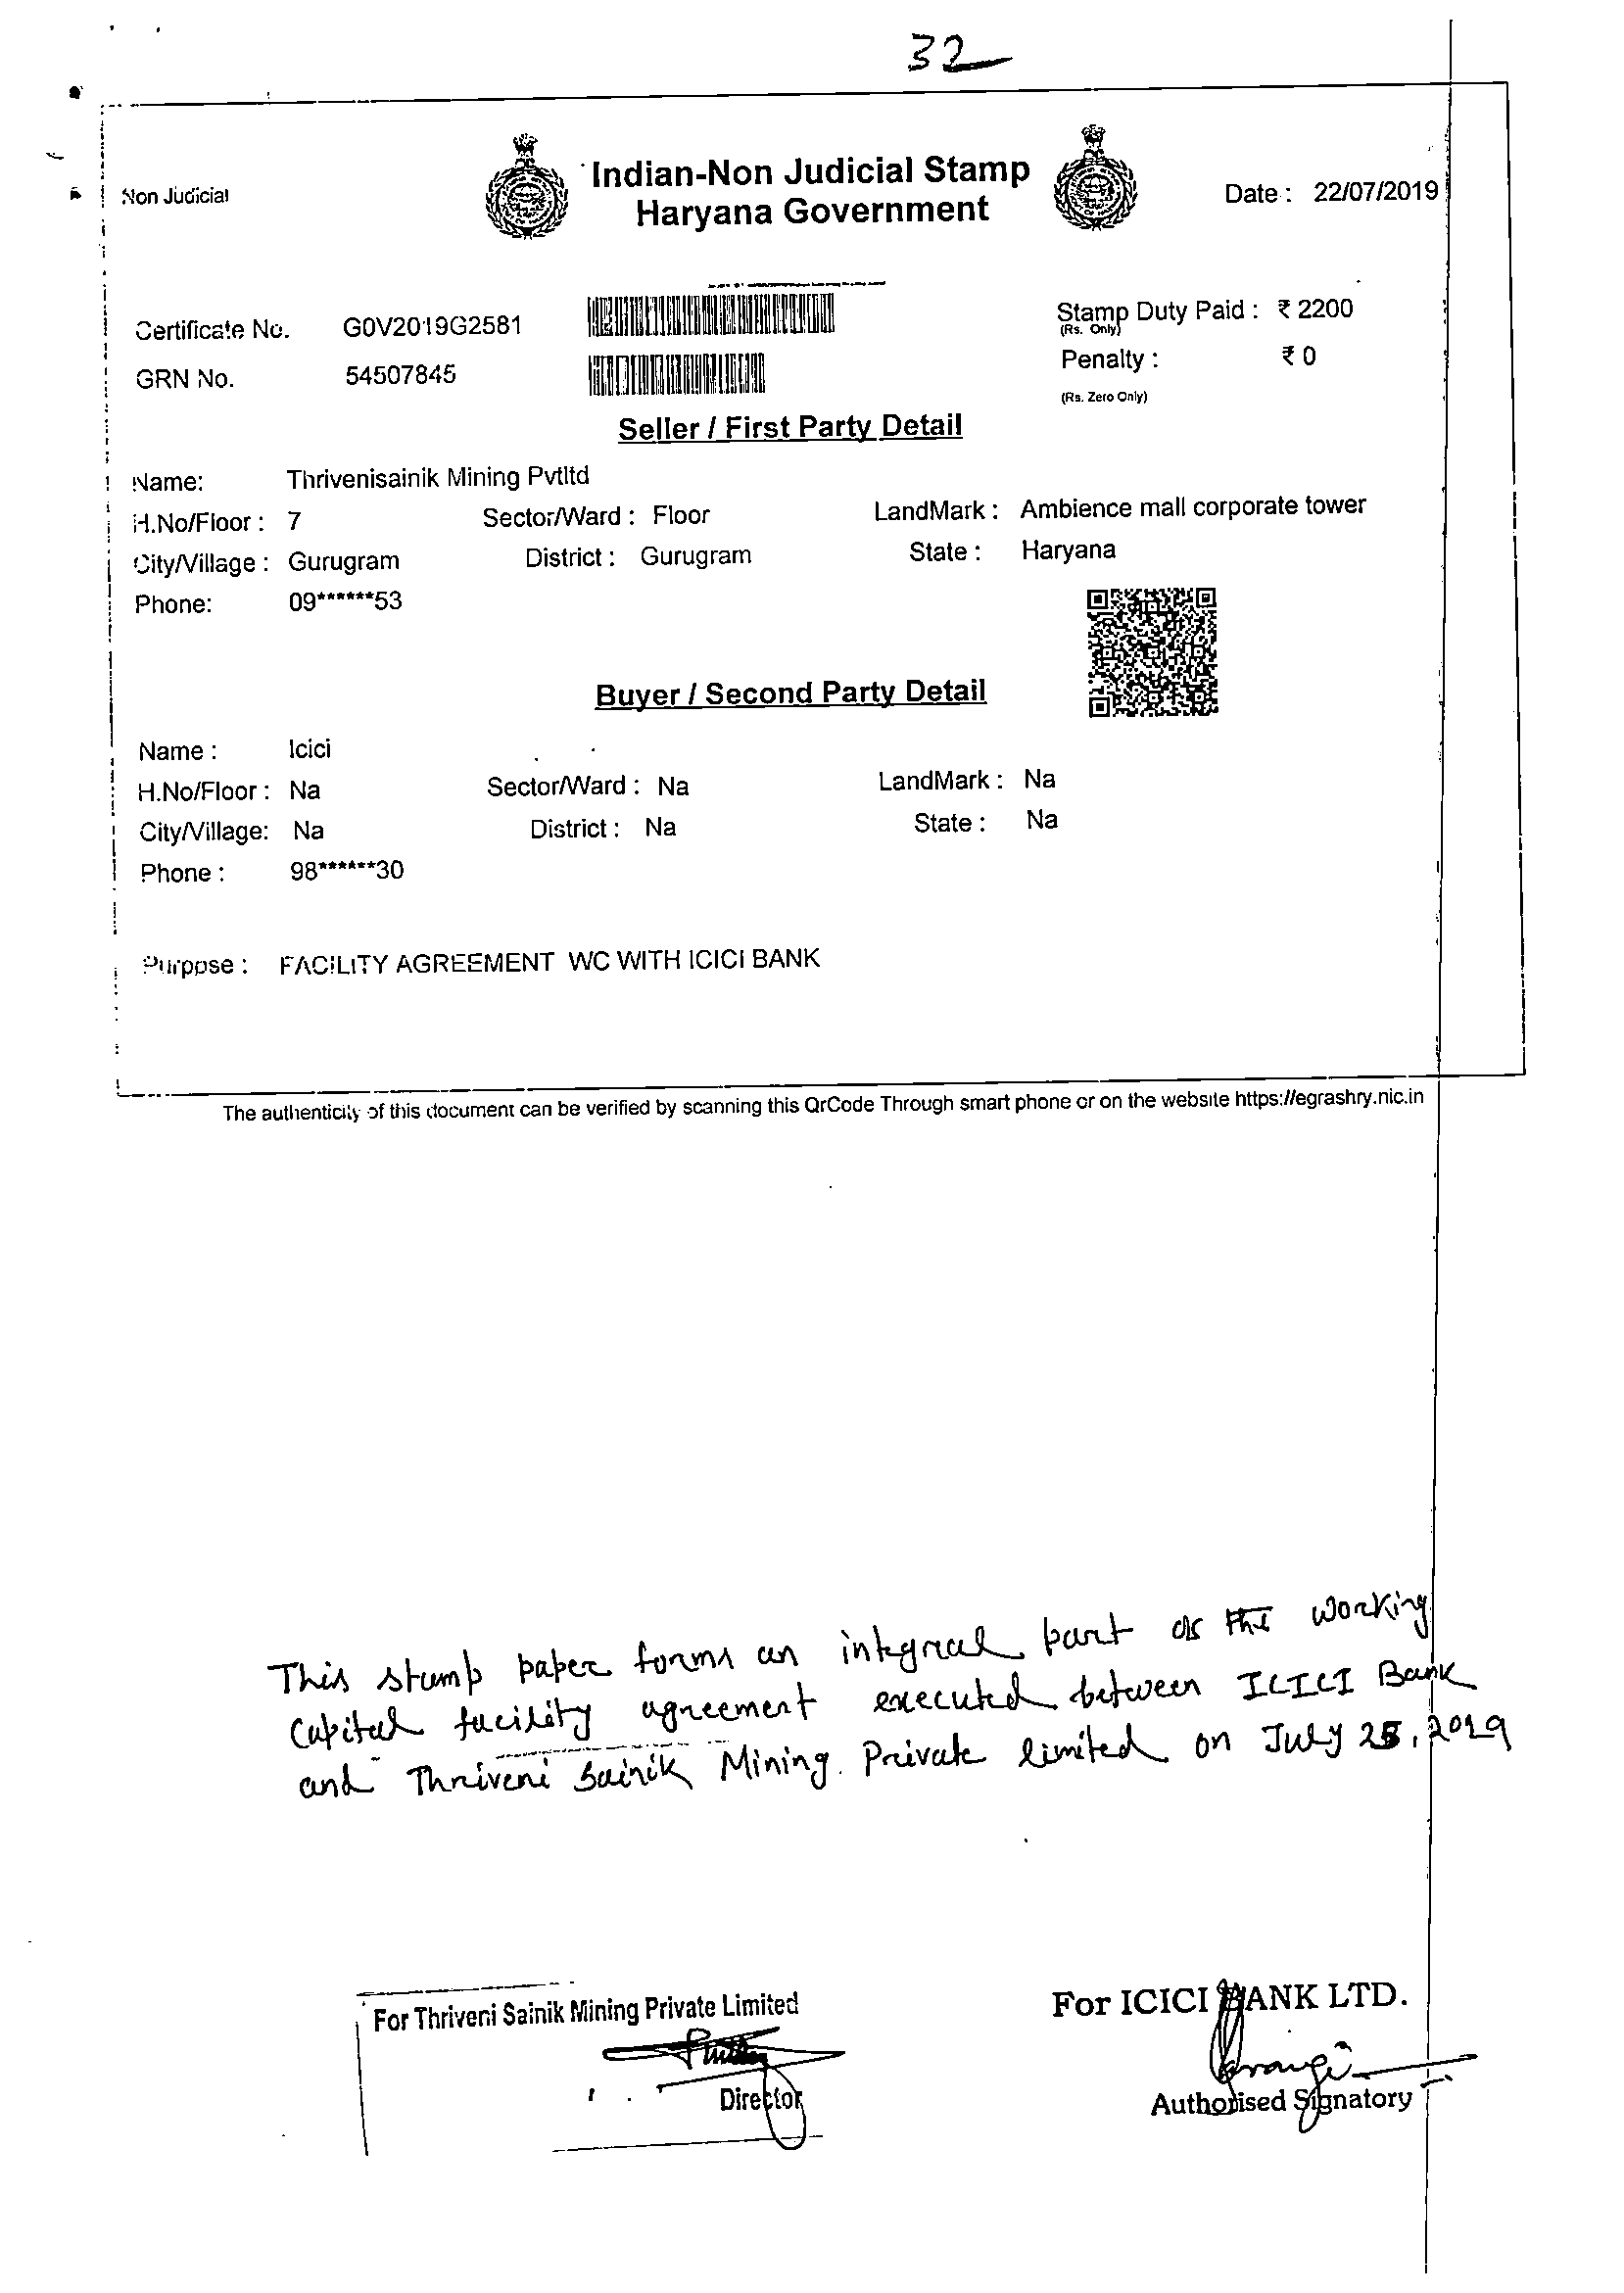 32
Non Judicial
Indian-Non Judicial Stamp
Haryana Government
Date : 22/07/2019
Certificate No. G0V2019G2581
Stamp Duty Paid : ₹ 2200
(Rs. Only)
GRN No. 54507845
Penalty : ₹ 0
(Rs. Zero Only)
Seller / First Party Detail
Name: Thrivenisainik Mining Pvtltd
H.No/Floor : 7 Sector/Ward : Floor LandMark : Ambience mall corporate tower
City/Village : Gurugram District : Gurugram State : Haryana
Phone: 09******53
Buyer / Second Party Detail
Name : Icici
H.No/Floor : Na Sector/Ward : Na LandMark : Na
City/Village: Na District : Na State : Na
Phone : 98******30
Purpose : FACILITY AGREEMENT WC WITH ICICI BANK
The authenticity of this document can be verified by scanning this QrCode Through smart phone or on the website https://egrashry.nic.in
This stamp paper forms an integral part of the working
capital facility agreement executed between ICICI Bank
and Thriveni Sainik Mining Private limited on July 25, 2019
For Thriveni Sainik Mining Private Limited
Director
For ICICI BANK LTD.
Authorised Signatory